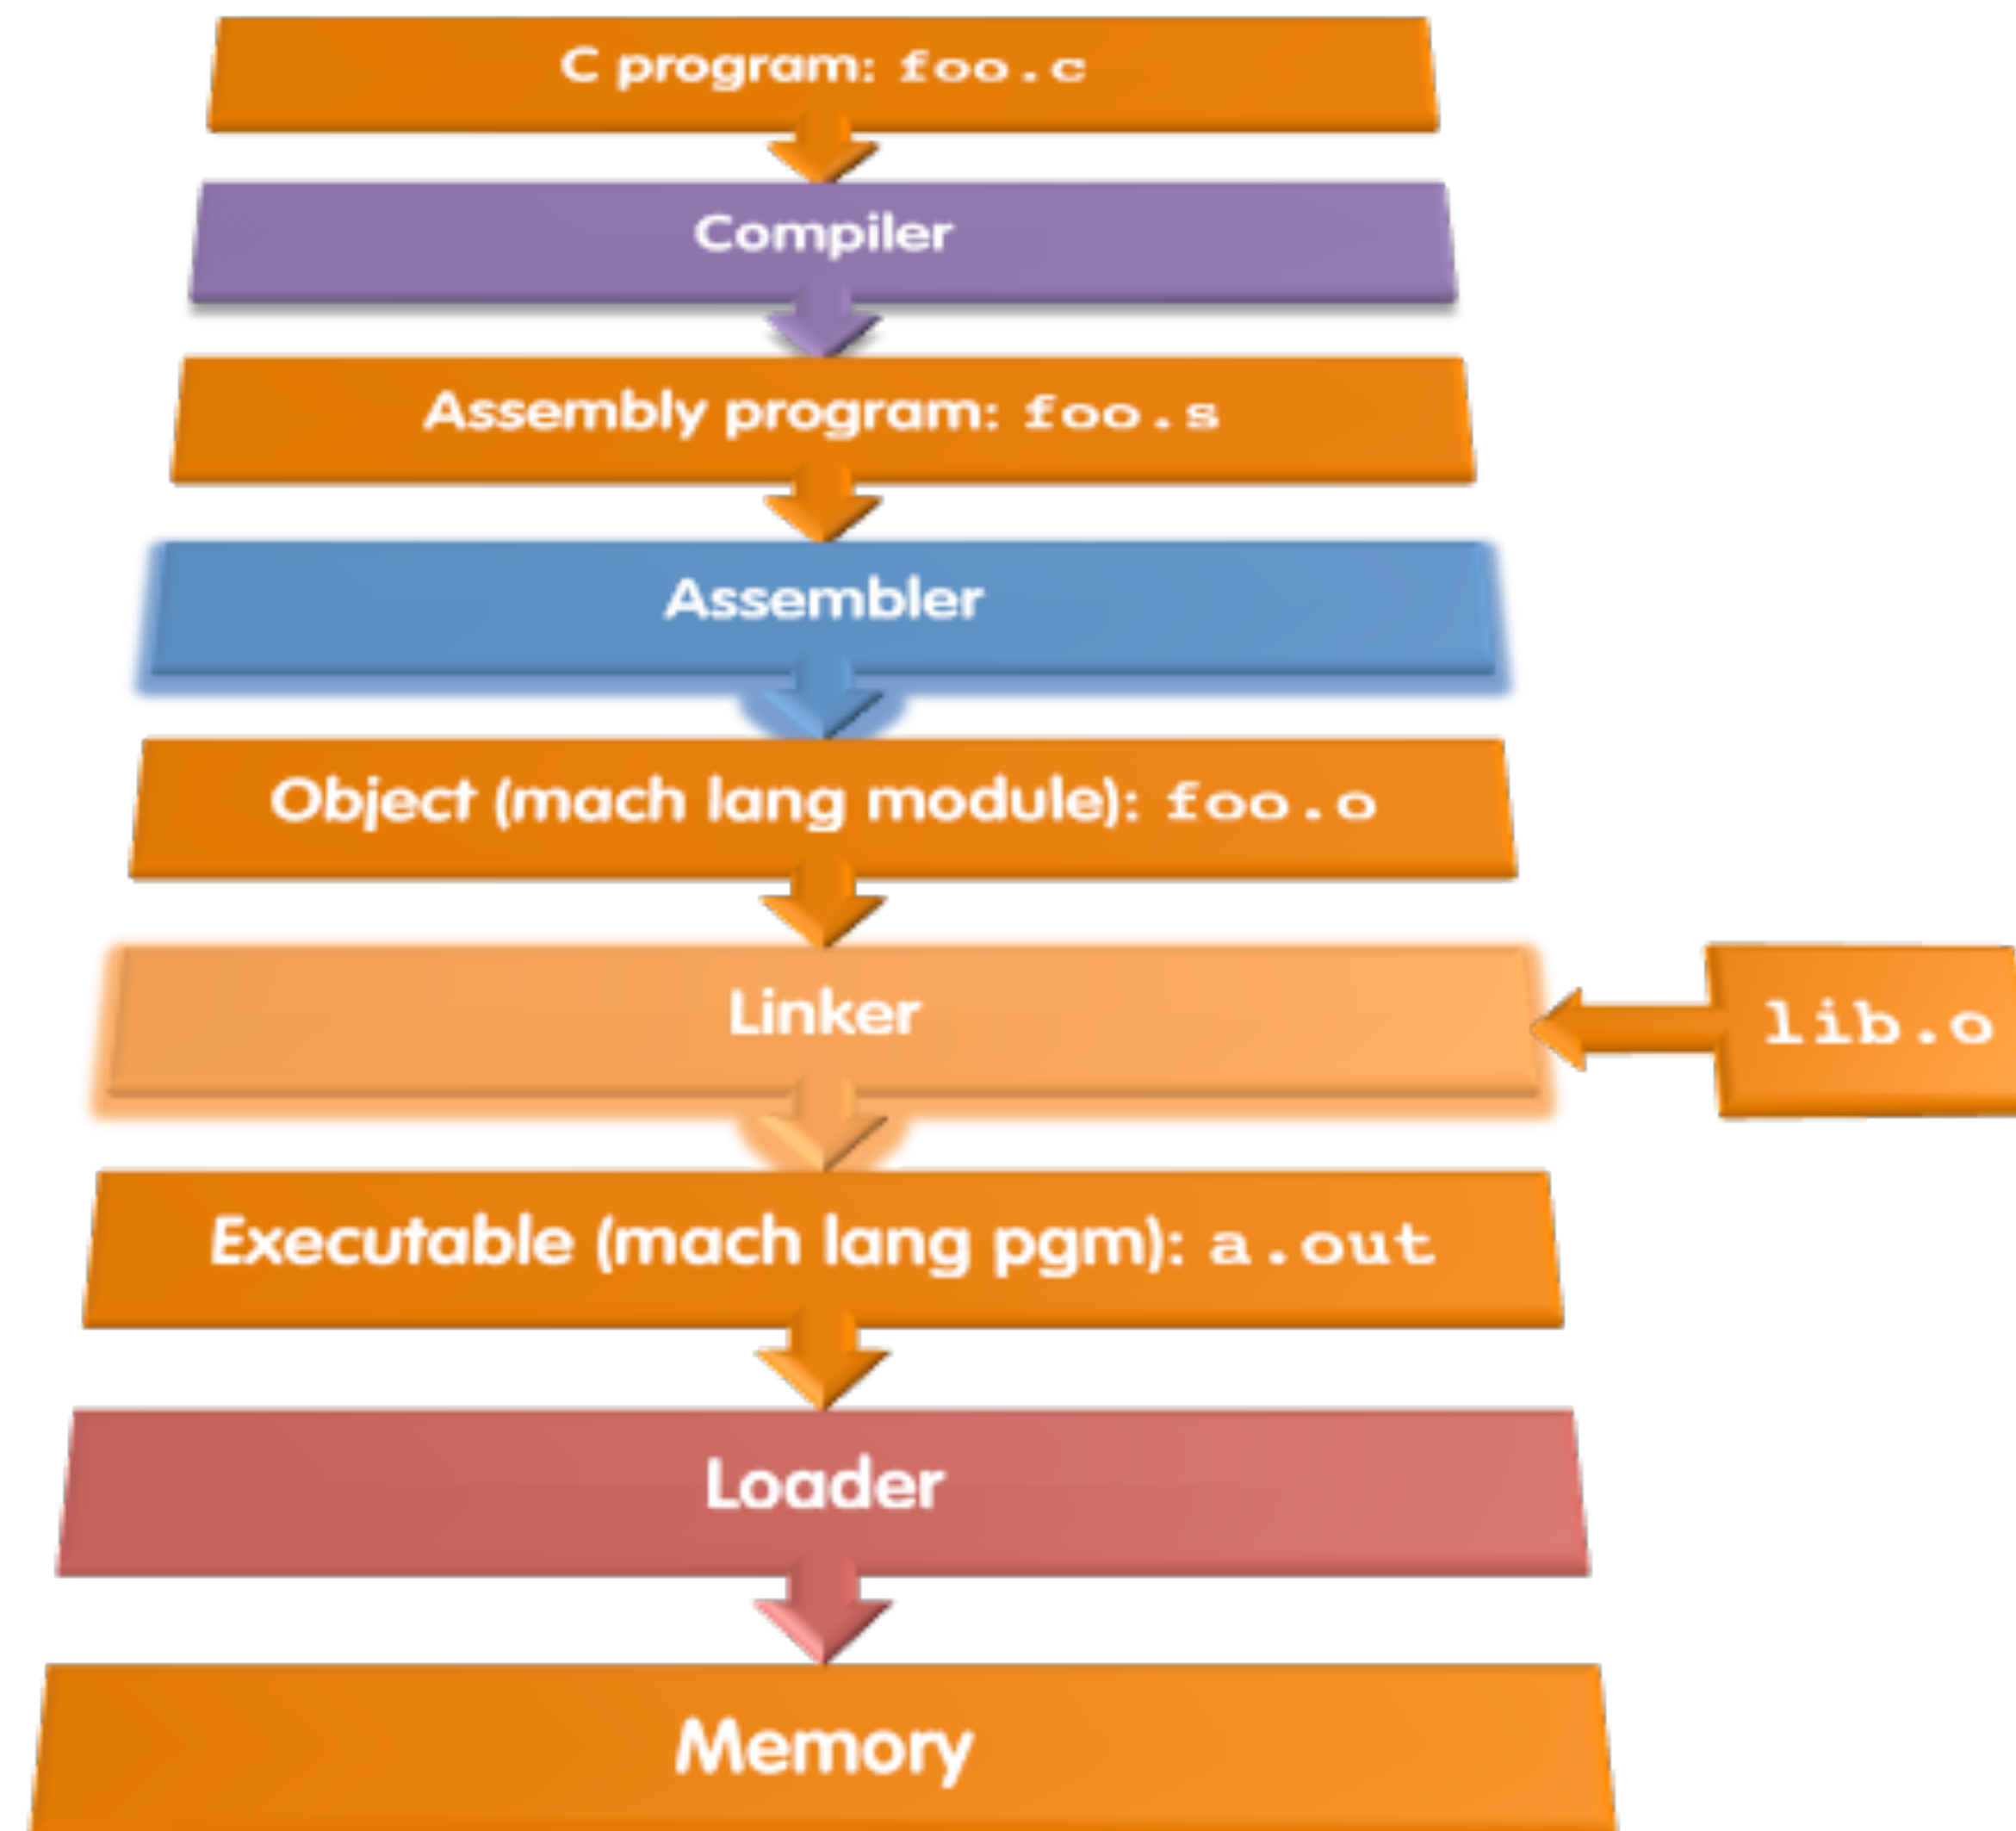 C program: foo.c
Compiler
Assembly program: foo.s
Assembler
Object (mach lang module): foo.o
Linker
lib.o
Executable (mach lang pgm): a.out
Loader
Memory